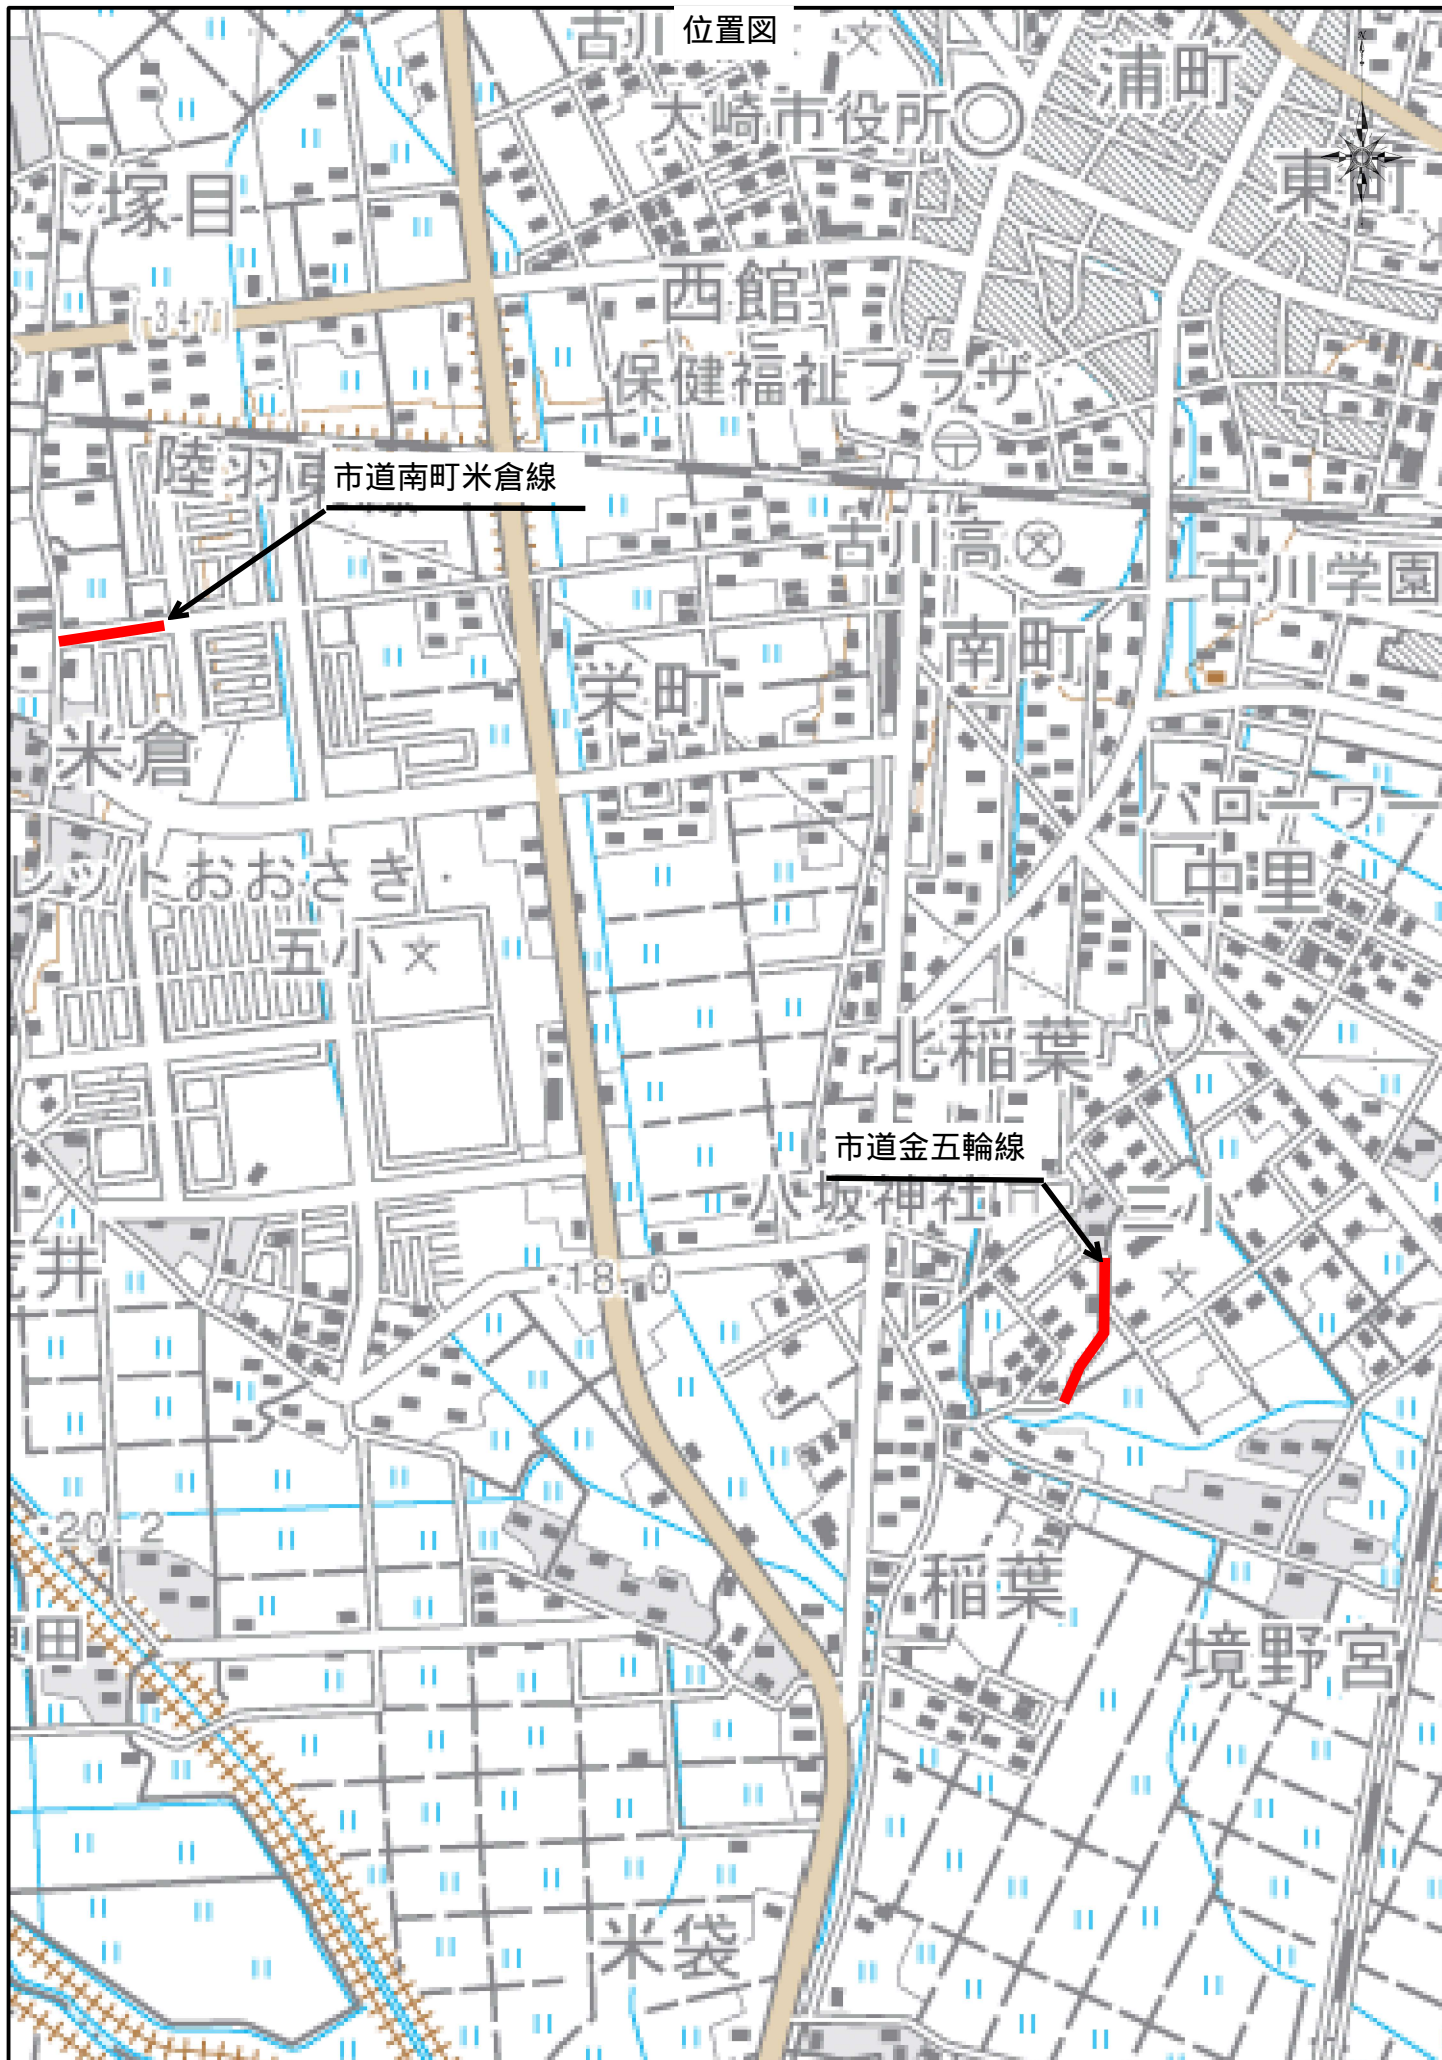 位置図
古川
浦町
大崎市役所
東町
塚目
西館
(347)
保健福祉プラザ
陸羽東
市道南町米倉線
古川高
古川学園
南町
栄町
米倉
ハローワー
中里
レットおおさき
五小
北稲葉
市道金五輪線
八坂神社
三小
荒井
・18.0
・20.2
稲葉
田
境野宮
米袋